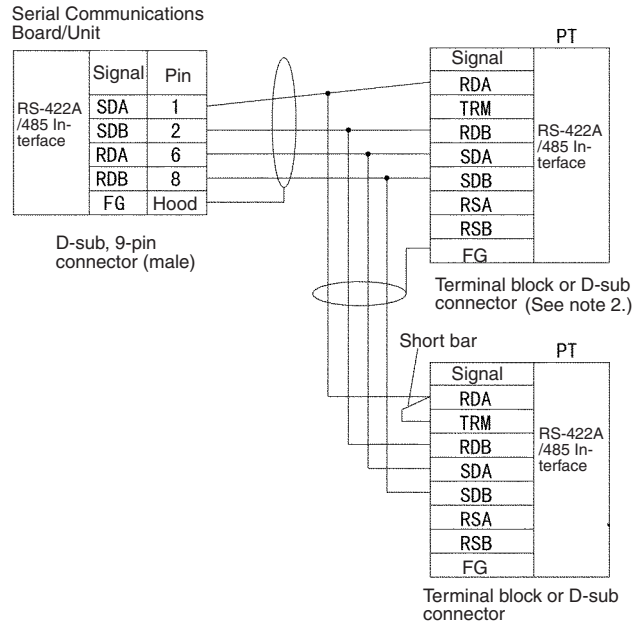 Serial Communications
Board/Unit
Signal Pin
RS-422A
/485 In-
terface
SDA 1
SDB 2
RDA 6
RDB 8
FG Hood
D-sub, 9-pin
connector (male)
PT
Signal
RDA
TRM
RDB
SDA
SDB
RSA
RSB
FG
RS-422A
/485 In-
terface
Terminal block or D-sub
connector (See note 2.)
Short bar
PT
Signal
RDA
TRM
RDB
SDA
SDB
RSA
RSB
FG
RS-422A
/485 In-
terface
Terminal block or D-sub
connector